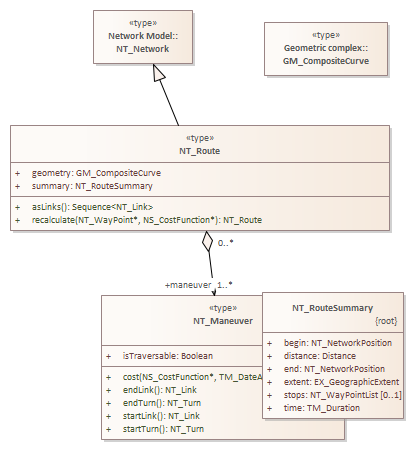 «type»
Network Model::
NT_Network
«type»
Geometric complex::
GM_CompositeCurve
«type»
NT_Route
+ geometry: GM_CompositeCurve
+ summary: NT_RouteSummary
+ asLinks(): Sequence<NT_Link>
+ recalculate(NT_WayPoint*, NS_CostFunction*): NT_Route
0..*
+maneuver 1..*
«type»
NT_Maneuver
+ isTraversable: Boolean
+ cost(NS_CostFunction*, TM_DateA
+ endLink(): NT_Link
+ endTurn(): NT_Turn
+ startLink(): NT_Link
+ startTurn(): NT_Turn
NT_RouteSummary
{root}
+ begin: NT_NetworkPosition
+ distance: Distance
+ end: NT_NetworkPosition
+ extent: EX_GeographicExtent
+ stops: NT_WayPointList [0..1]
+ time: TM_Duration